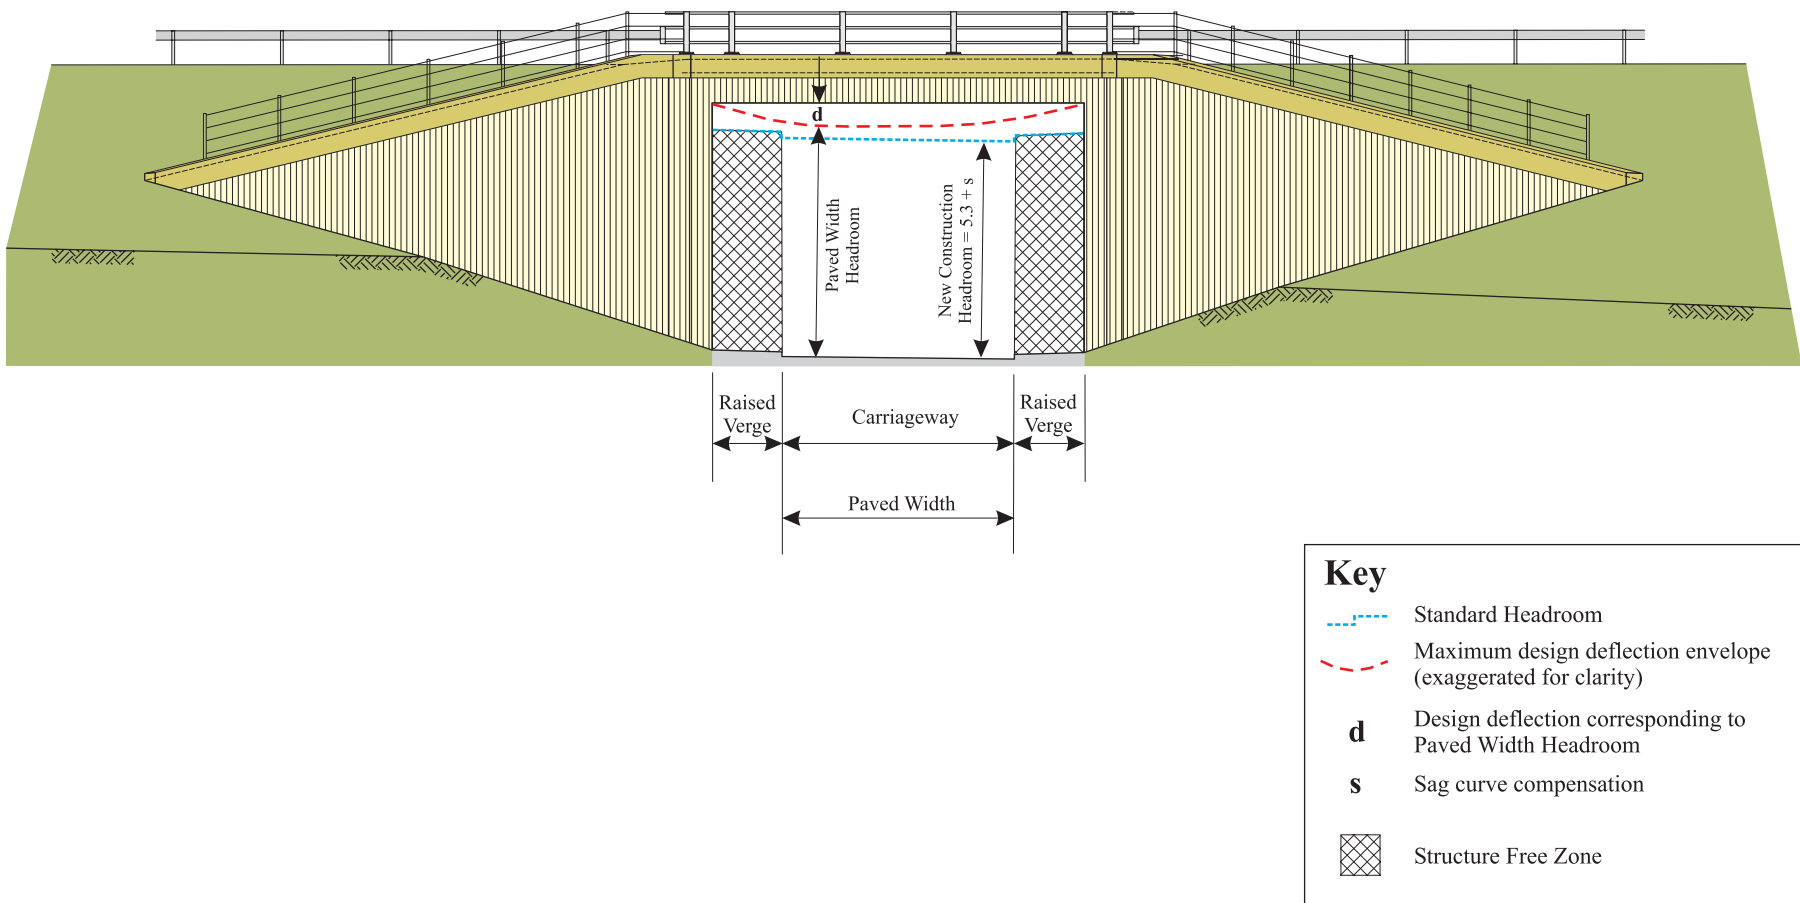 d
Paved Width
Headroom
New Construction
Headroom = 5.3 + s
Raised
Verge
Carriageway
Raised
Verge
Paved Width
Key
Standard Headroom
Maximum design deflection envelope
(exaggerated for clarity)
d
Design deflection corresponding to
Paved Width Headroom
s
Sag curve compensation
Structure Free Zone